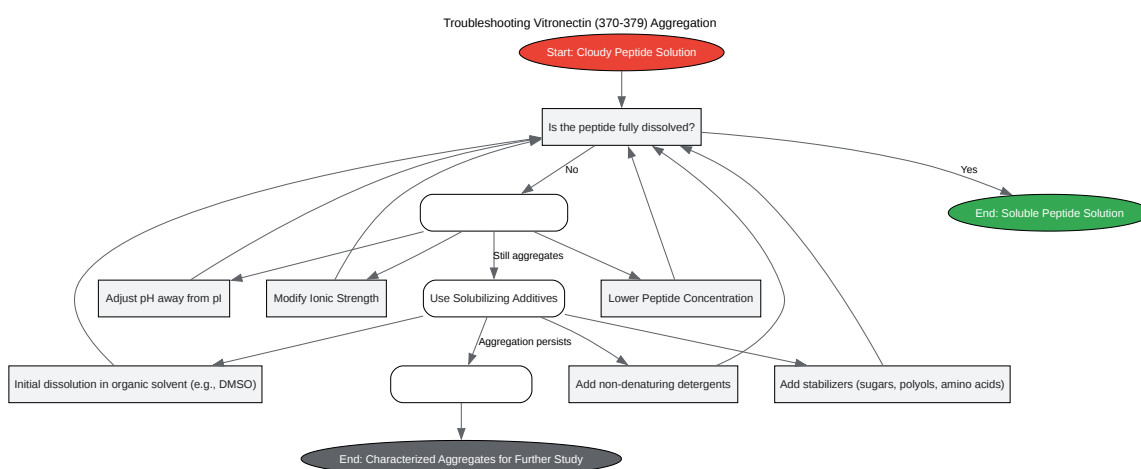 Troubleshooting Vitronectin (370-379) Aggregation
Start: Cloudy Peptide Solution
Is the peptide fully dissolved?
No
Yes
End: Soluble Peptide Solution
Still aggregates
Adjust pH away from pI
Modify Ionic Strength
Use Solubilizing Additives
Lower Peptide Concentration
Aggregation persists
Initial dissolution in organic solvent (e.g., DMSO)
Add non-denaturing detergents
Add stabilizers (sugars, polyols, amino acids)
End: Characterized Aggregates for Further Study